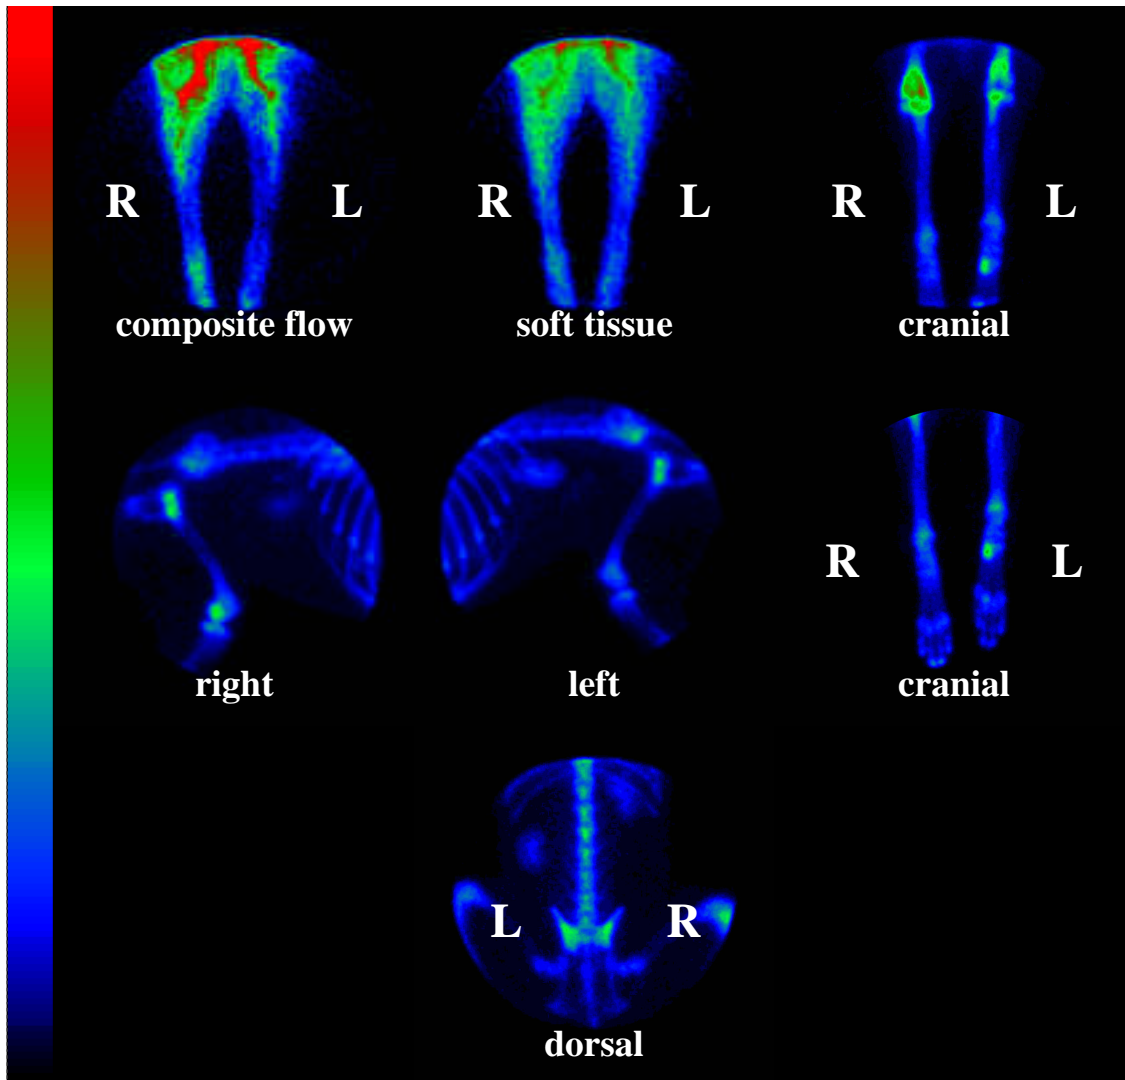 R L R L R L
composite flow soft tissue cranial
R L
right left cranial
L R
dorsal